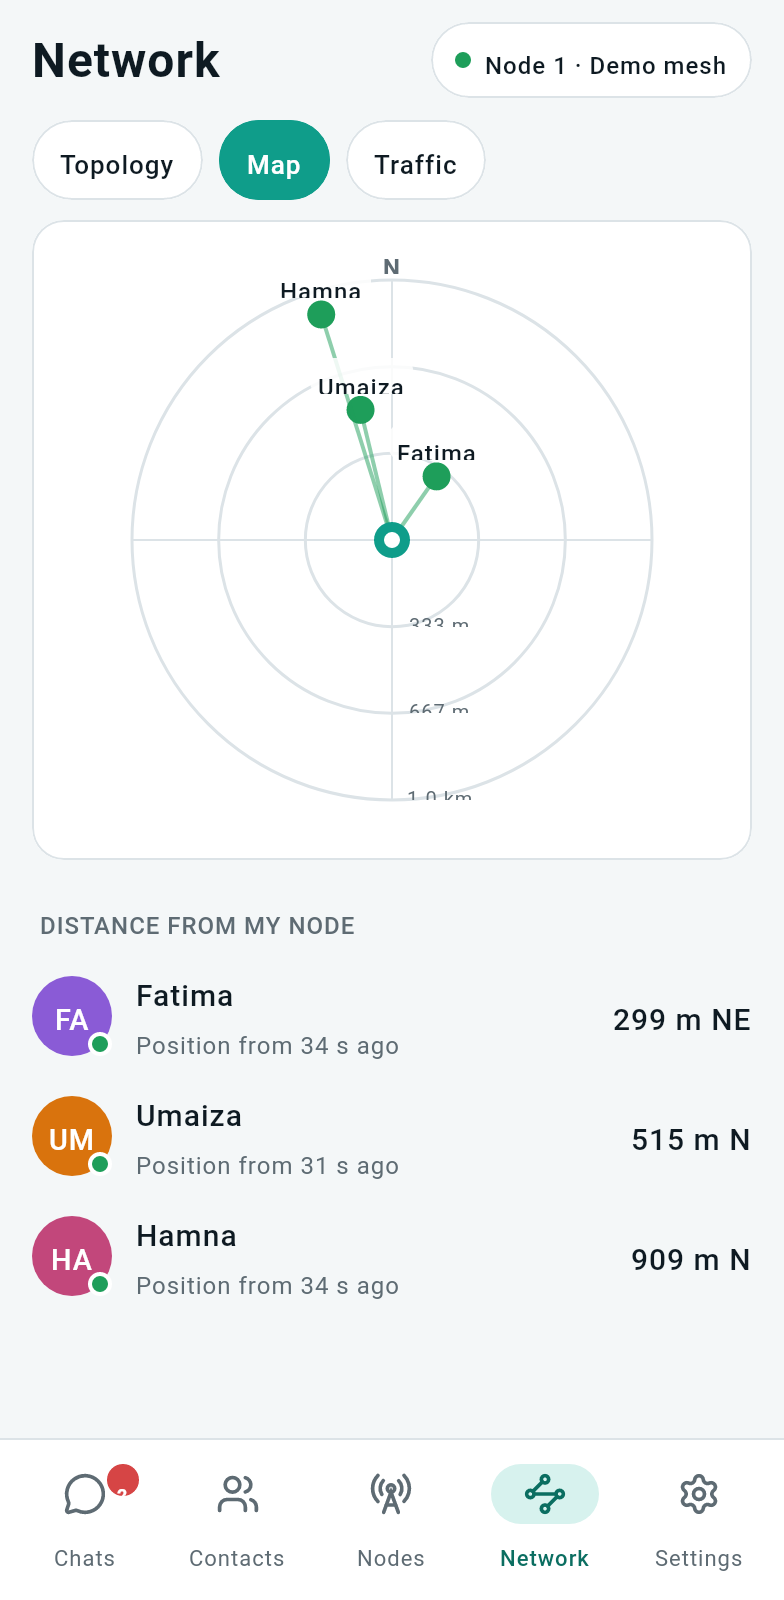 Network
Node 1 · Demo mesh
Topology
Map
Traffic
N
Hamna
Umaiza
Fatima
333 m
667 m
1.0 km
DISTANCE FROM MY NODE
FA
Fatima
Position from 34 s ago
299 m NE
UM
Umaiza
Position from 31 s ago
515 m N
HA
Hamna
Position from 34 s ago
909 m N
Chats
Contacts
Nodes
Network
Settings